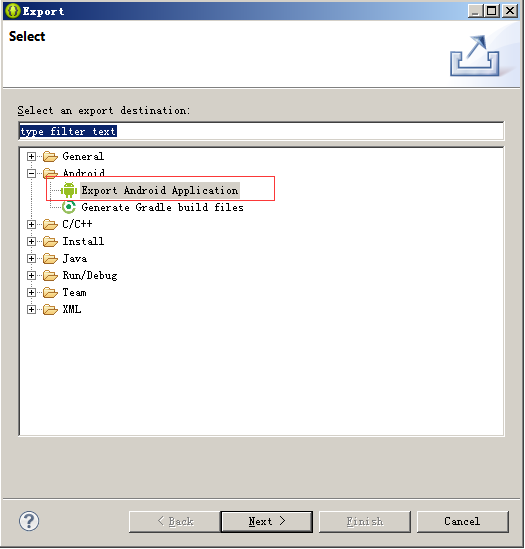 Export
Select
Select an export destination:
type filter text
General
Android
Export Android Application
Generate Gradle build files
C/C++
Install
Java
Run/Debug
Team
XML
?
< Back
Next >
Finish
Cancel